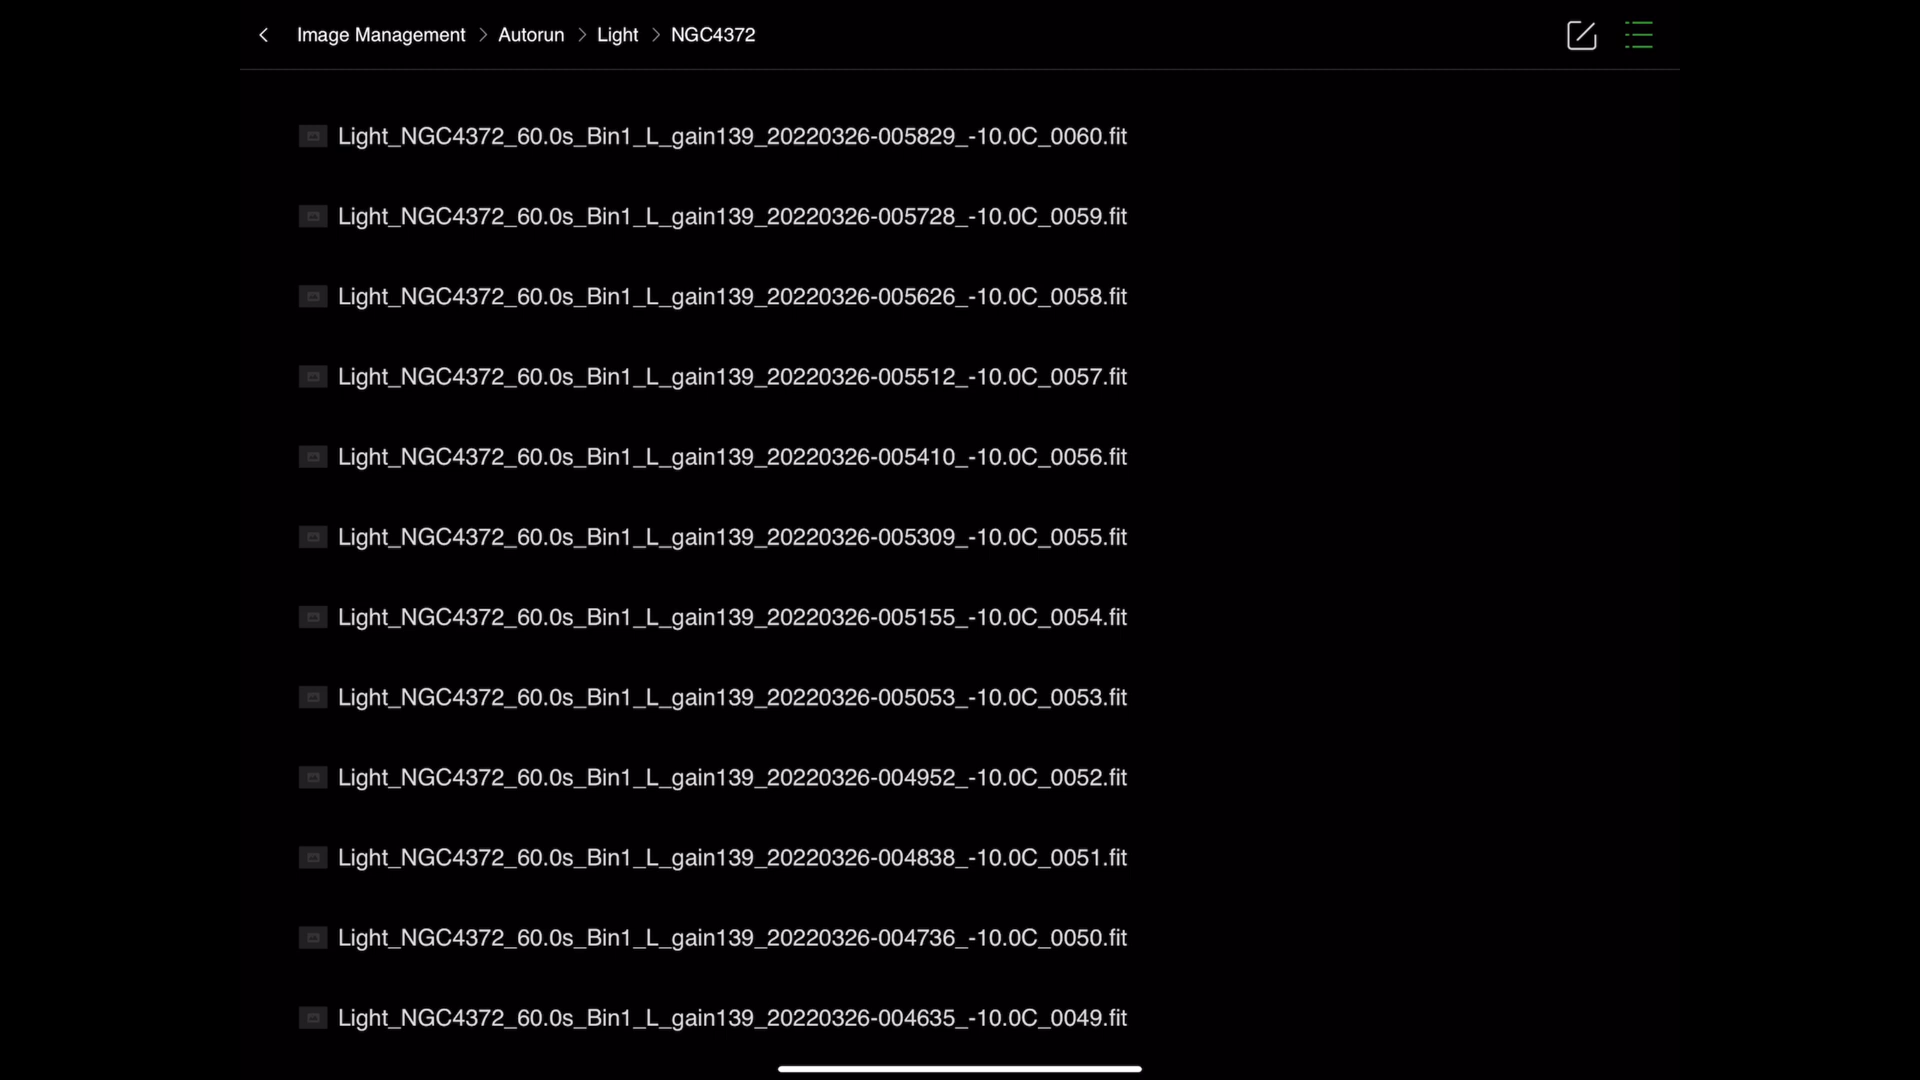 Image Management > Autorun > Light > NGC4372
Light_NGC4372_60.0s_Bin1_L_gain139_20220326-005829_-10.0C_0060.fit
Light_NGC4372_60.0s_Bin1_L_gain139_20220326-005728_-10.0C_0059.fit
Light_NGC4372_60.0s_Bin1_L_gain139_20220326-005626_-10.0C_0058.fit
Light_NGC4372_60.0s_Bin1_L_gain139_20220326-005512_-10.0C_0057.fit
Light_NGC4372_60.0s_Bin1_L_gain139_20220326-005410_-10.0C_0056.fit
Light_NGC4372_60.0s_Bin1_L_gain139_20220326-005309_-10.0C_0055.fit
Light_NGC4372_60.0s_Bin1_L_gain139_20220326-005155_-10.0C_0054.fit
Light_NGC4372_60.0s_Bin1_L_gain139_20220326-005053_-10.0C_0053.fit
Light_NGC4372_60.0s_Bin1_L_gain139_20220326-004952_-10.0C_0052.fit
Light_NGC4372_60.0s_Bin1_L_gain139_20220326-004838_-10.0C_0051.fit
Light_NGC4372_60.0s_Bin1_L_gain139_20220326-004736_-10.0C_0050.fit
Light_NGC4372_60.0s_Bin1_L_gain139_20220326-004635_-10.0C_0049.fit